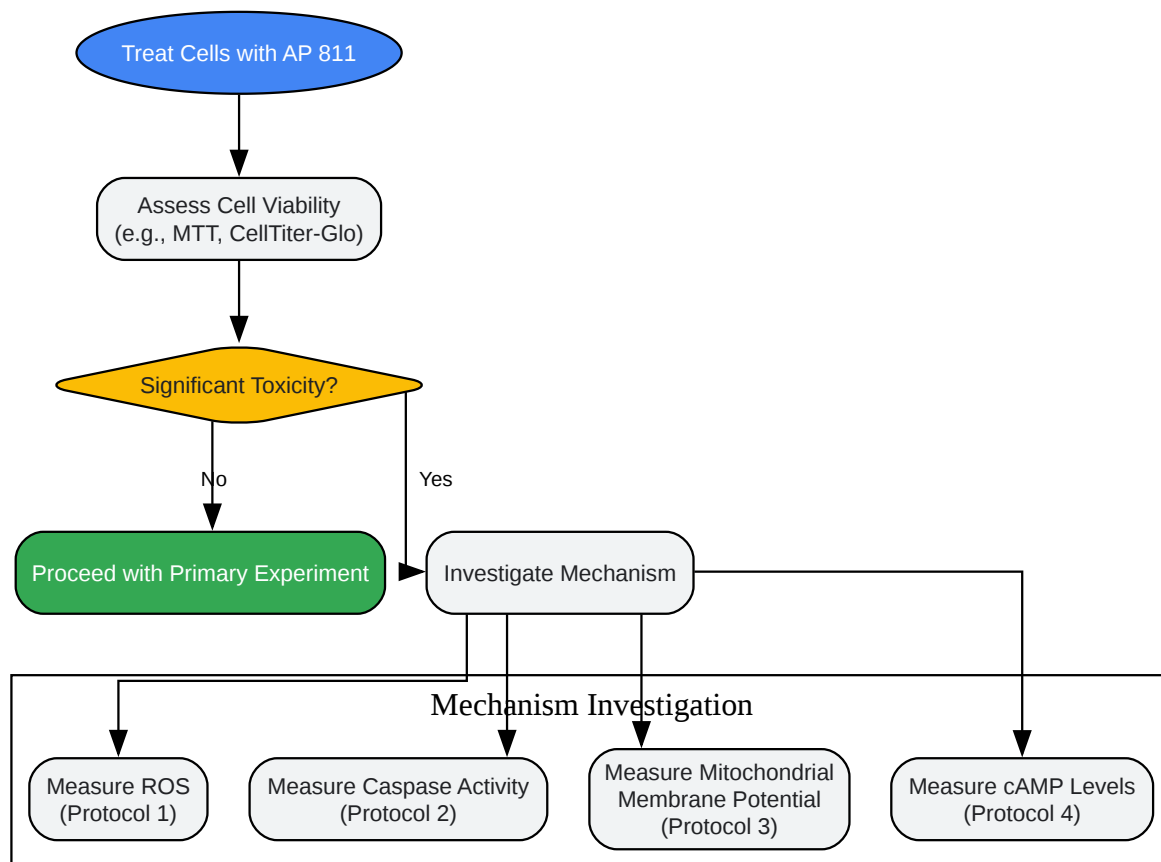 Treat Cells with AP 811
Assess Cell Viability
(e.g., MTT, CellTiter-Glo)
Significant Toxicity?
No
Yes
Proceed with Primary Experiment
Investigate Mechanism
Mechanism Investigation
Measure ROS
(Protocol 1)
Measure Caspase Activity
(Protocol 2)
Measure Mitochondrial
Membrane Potential
(Protocol 3)
Measure cAMP Levels
(Protocol 4)